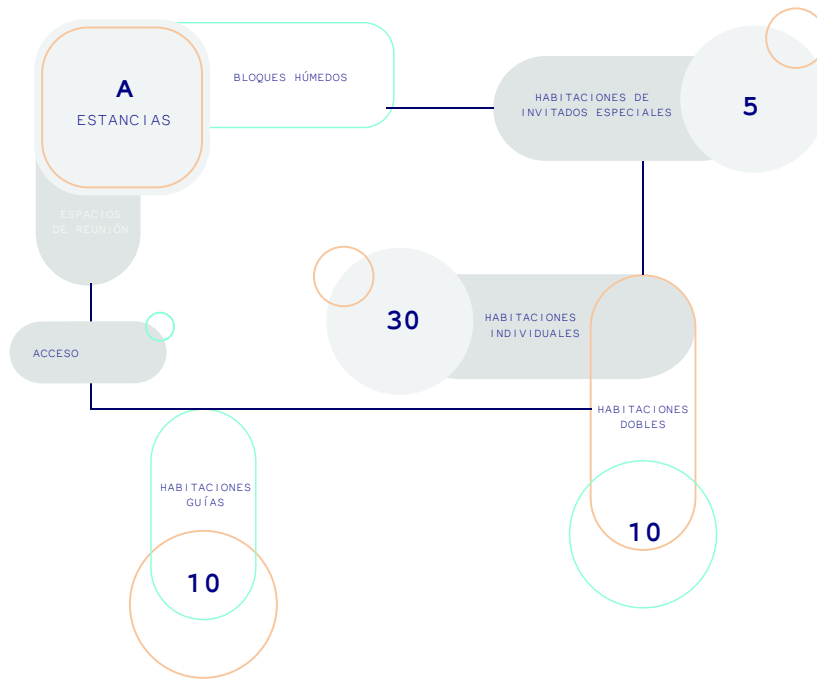 A
ESTANCIAS
BLOQUES HÚMEDOS
HABITACIONES DE
INVITADOS ESPECIALES
5
ESPACIOS
DE REUNIÓN
ACCESO
30
HABITACIONES
INDIVIDUALES
HABITACIONES
DOBLES
10
HABITACIONES
GUÍAS
10